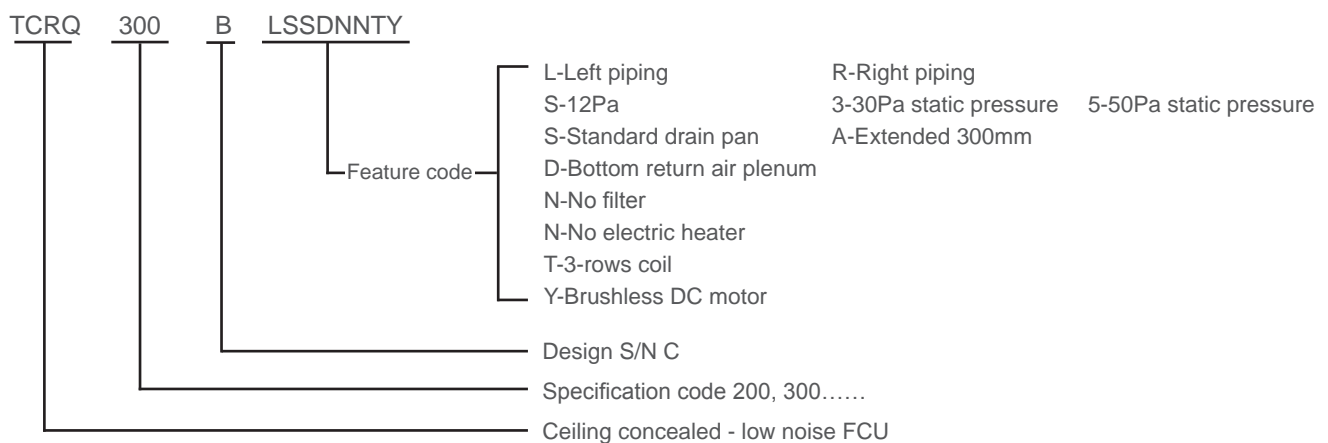 TCRQ 300 B LSSDNNTY
L-Left piping R-Right piping
S-12Pa 3-30Pa static pressure 5-50Pa static pressure
S-Standard drain pan A-Extended 300mm
Feature code D-Bottom return air plenum
N-No filter
N-No electric heater
T-3-rows coil
Y-Brushless DC motor
Design S/N C
Specification code 200, 300……
Ceiling concealed - low noise FCU